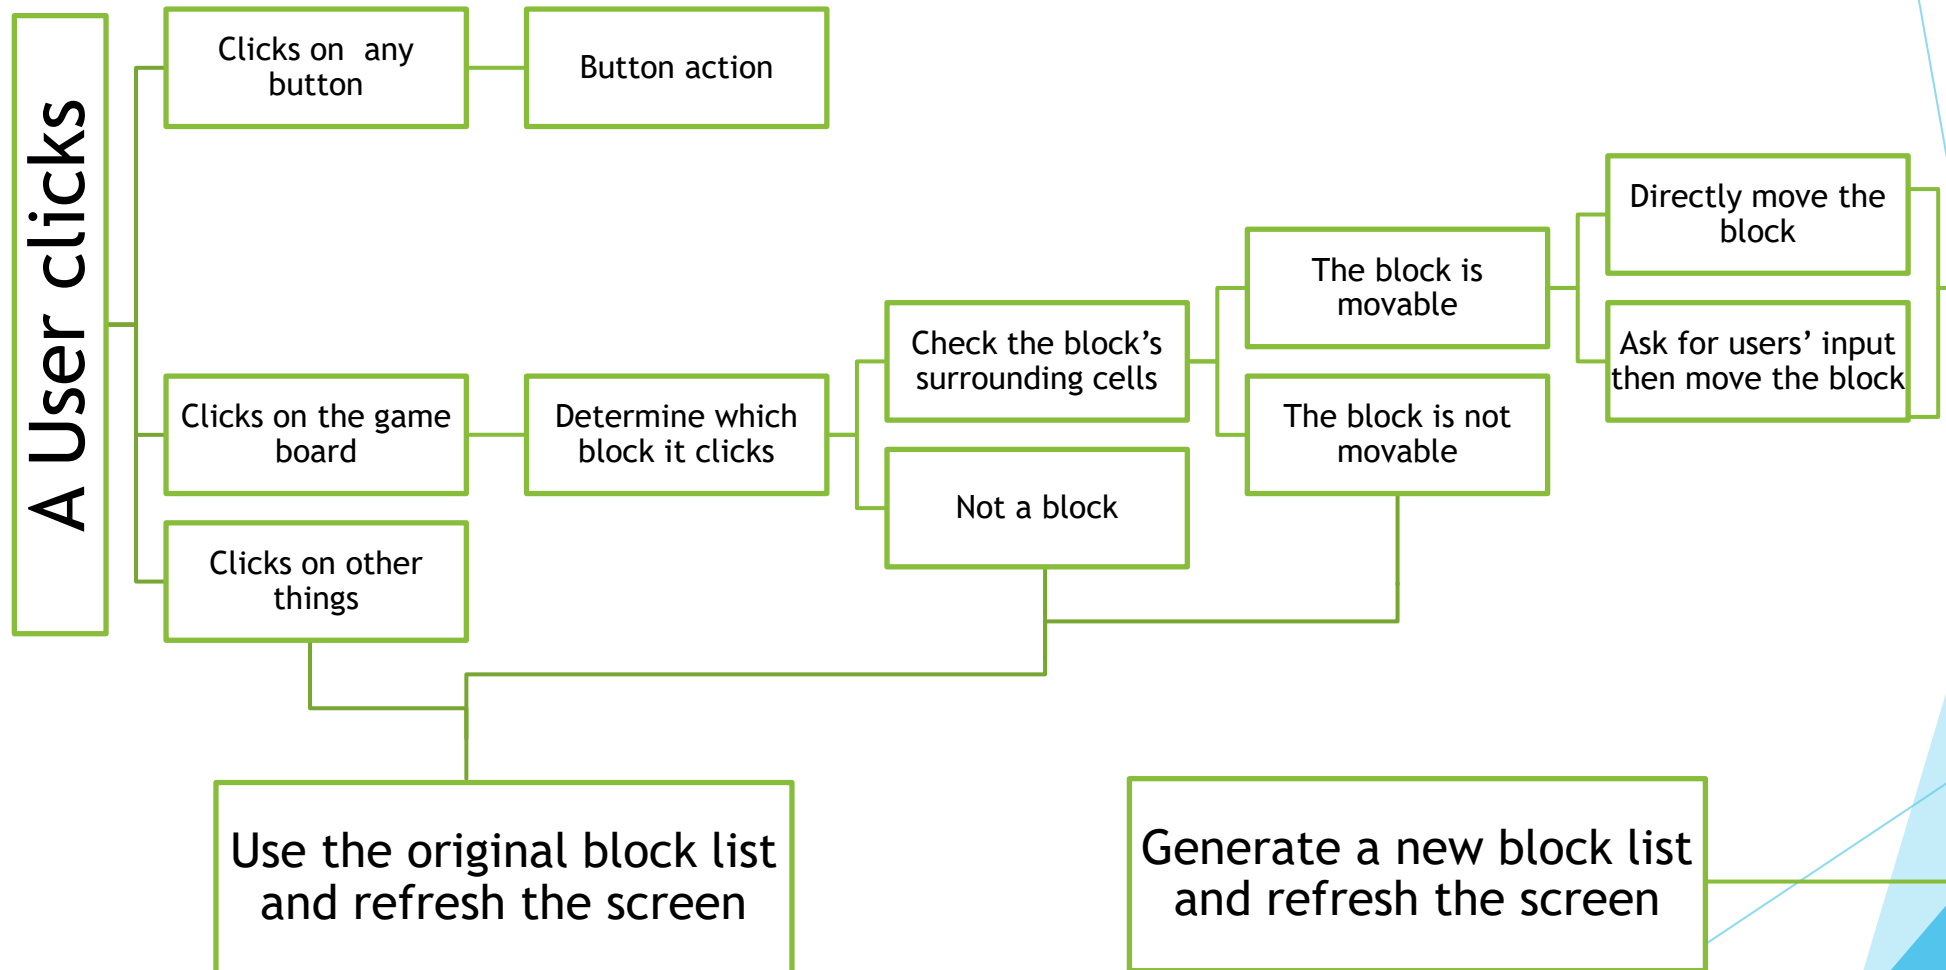 A User clicks
Clicks on any
button
Button action
Directly move the
block
The block is
movable
Check the block’s
surrounding cells
Ask for users’ input
then move the block
Clicks on the game
board
Determine which
block it clicks
The block is not
movable
Not a block
Clicks on other
things
Use the original block list
and refresh the screen
Generate a new block list
and refresh the screen